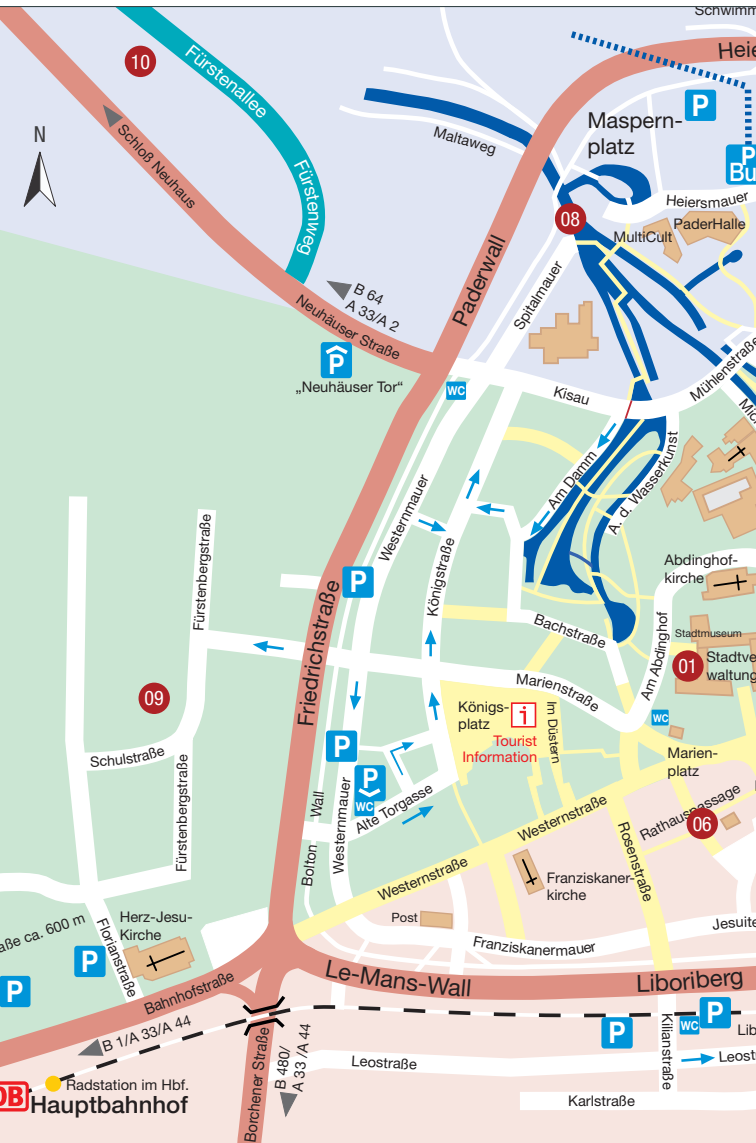 Schwimm
10
Fürstenallee
Heie
P
Maspern-
platz
N
Maltaweg
Schloß Neuhaus
P
Bu
Fürstenweg
Heiersmauer
08
PaderHalle
MultiCult
Paderwall
Spitalmauer
B 64
A 33/A 2
Neuhäuser Straße
P
„Neuhäuser Tor“
WC
Kisau
Mühlenstraße
Mic
Am Damm
A. d. Wasserkunst
Westernmauer
Königstraße
Abdinghof-
kirche
Fürstenbergstraße
P
Friedrichstraße
Bachstraße
Am Abdinghof
Stadtmuseum
01
Stadtve
waltung
09
Marienstraße
Königs-
platz
i
Tourist
Information
Im Düstern
WC
Schulstraße
P
P
WC
Marien-
platz
Fürstenbergstraße
Wall
Bolton
Westernmauer
Alte Torgasse
Westernstraße
Rathauspassage
06
Rosenstraße
Westernstraße
Franziskaner-
kirche
aße ca. 600 m
Herz-Jesu-
Kirche
Florianstraße
Post
Jesuite
Franziskanermauer
P
P
Bahnhofstraße
Le-Mans-Wall
Liboriberg
B 1/A 33/A 44
P
WC
P
Lib
Borchener Straße
B 480/
A 33 /A 44
Kilianstraße
Leostraße
Leost
DB
Radstation im Hbf.
Hauptbahnhof
Karlstraße